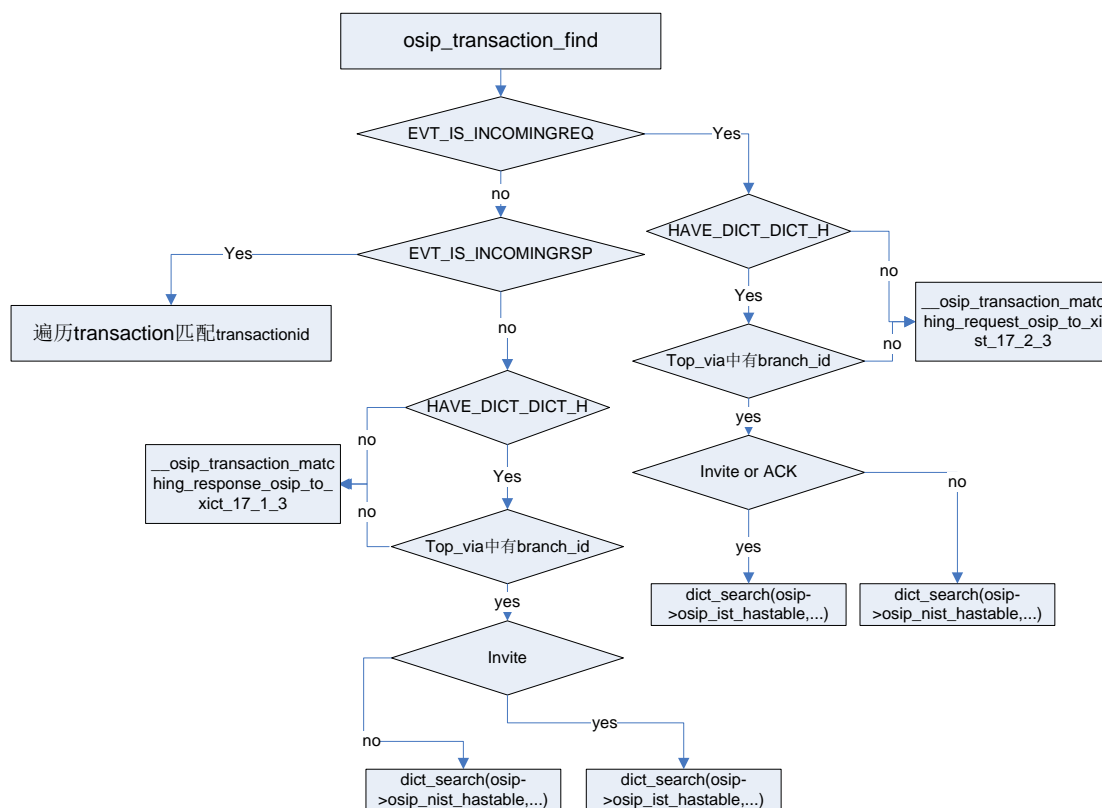 osip_transaction_find
EVT_IS_INCOMINGREQ
Yes
no
HAVE_DICT_DICT_H
EVT_IS_INCOMINGRSP
Yes
no
__osip_transaction_matc
hing_request_osip_to_xi
st_17_2_3
Yes
遍历transaction匹配transactionid
no
no
Top_via中有branch_id
HAVE_DICT_DICT_H
yes
no
__osip_transaction_matc
hing_response_osip_to_
xict_17_1_3
Yes
Invite or ACK
no
no
Top_via中有branch_id
yes
dict_search(osip-
>osip_ist_hastable,...)
dict_search(osip-
>osip_nist_hastable,...)
yes
Invite
no
yes
dict_search(osip-
>osip_nist_hastable,...)
dict_search(osip-
>osip_ist_hastable,...)